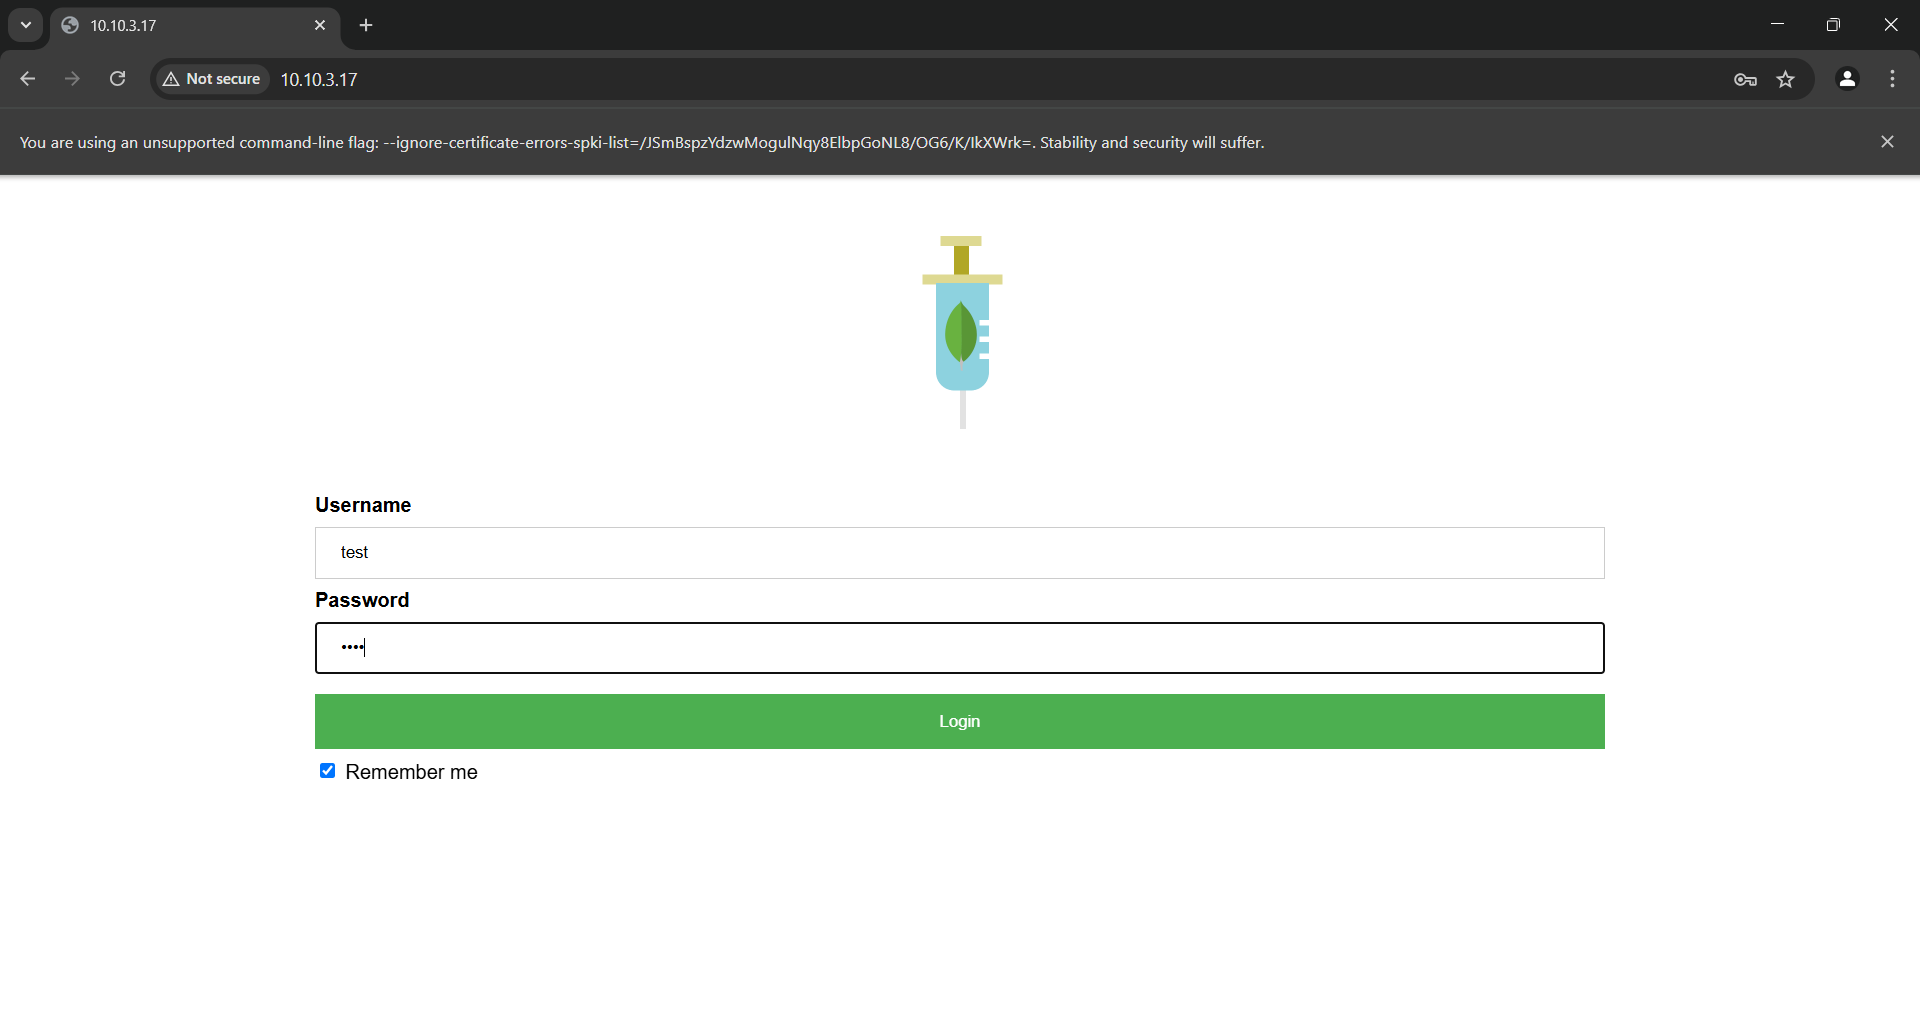 10.10.3.17
Not secure
10.10.3.17
You are using an unsupported command-line flag: --ignore-certificate-errors-spki-list=/JSmBspzYdzwMogulNqy8ElbpGoNL8/OG6/K/IkXWrk=. Stability and security will suffer.
Username
test
Password
••••
Login
Remember me